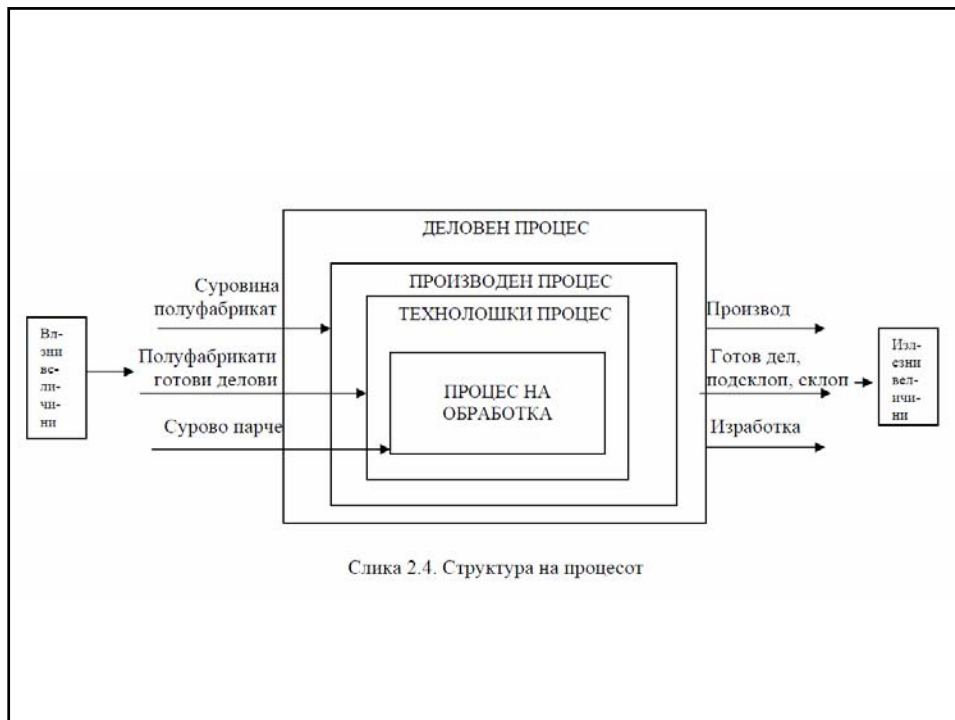 ДЕЛОВЕН ПРОЦЕС
ПРОИЗВОДЕН ПРОЦЕС
ТЕХНОЛОШКИ ПРОЦЕС
ПРОЦЕС НА
ОБРАБОТКА
Вл-
зни
ве-
ли-
чи-
ни
Суровина
полуфабрикат
Полуфабрикати
готови делови
Сурово парче
Производ
Готов дел,
подсклоп, склоп
Изработка
Изл-
езни
вел-
ичи-
ни
Слика 2.4. Структура на процесот